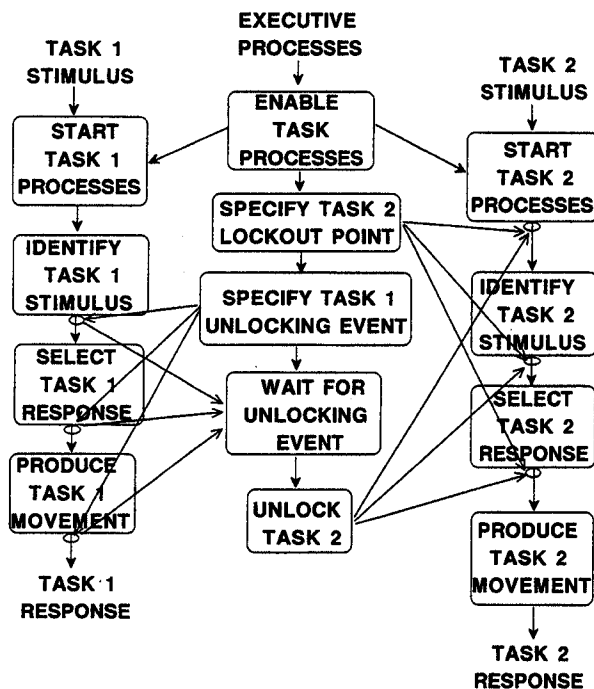 TASK 1
STIMULUS
START
TASK 1
PROCESSES
IDENTIFY
TASK 1
STIMULUS
SELECT
TASK 1
RESPONSE
PRODUCE
TASK 1
MOVEMENT
TASK 1
RESPONSE
EXECUTIVE
PROCESSES
ENABLE
TASK
PROCESSES
SPECIFY TASK 2
LOCKOUT POINT
SPECIFY TASK 1
UNLOCKING EVENT
WAIT FOR
UNLOCKING
EVENT
UNLOCK
TASK 2
TASK 2
STIMULUS
START
TASK 2
PROCESSES
IDENTIFY
TASK 2
STIMULUS
SELECT
TASK 2
RESPONSE
PRODUCE
TASK 2
MOVEMENT
TASK 2
RESPONSE